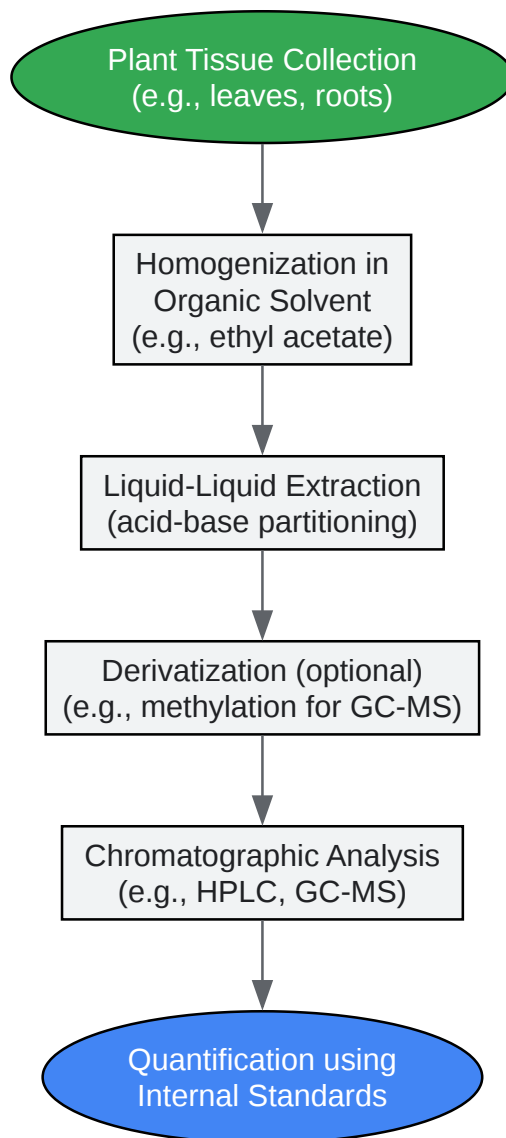 Plant Tissue Collection
(e.g., leaves, roots)
Homogenization in
Organic Solvent
(e.g., ethyl acetate)
Liquid-Liquid Extraction
(acid-base partitioning)
Derivatization (optional)
(e.g., methylation for GC-MS)
Chromatographic Analysis
(e.g., HPLC, GC-MS)
Quantification using
Internal Standards